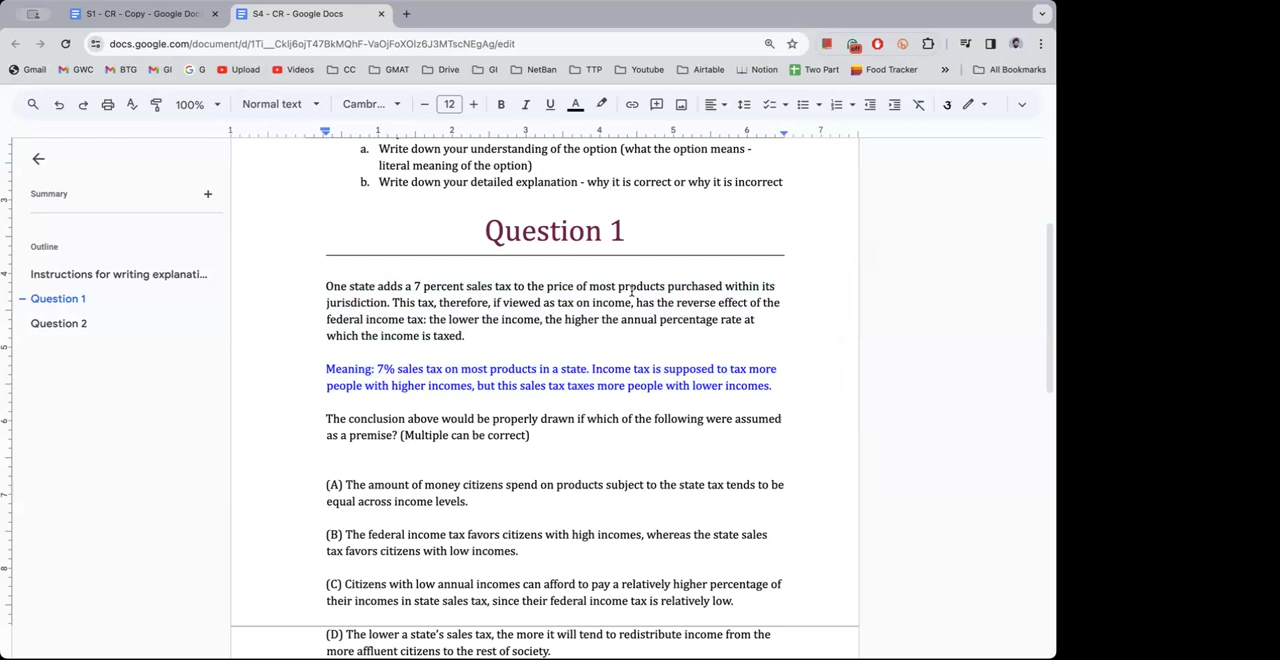 S1 - CR - Copy - Google Doc
S4 - CR - Google Docs
docs.google.com/document/d/1Ti__CkIj6ojT47BkMQhF-VaOjFoXOIz6J3MTscNEgAg/edit
Gmail GWC BTG GI G Upload Videos CC GMAT Drive GI NetBan TTP Youtube Airtable Notion Two Part Food Tracker » All Bookmarks
100% Normal text Cambr... 12 B I U A
1 1 2 3 4 5 6 7
a. Write down your understanding of the option (what the option means -
literal meaning of the option)
b. Write down your detailed explanation - why it is correct or why it is incorrect
Summary
Outline
Instructions for writing explanati...
Question 1
Question 2
Question 1
One state adds a 7 percent sales tax to the price of most products purchased within its
jurisdiction. This tax, therefore, if viewed as tax on income, has the reverse effect of the
federal income tax: the lower the income, the higher the annual percentage rate at
which the income is taxed.
Meaning: 7% sales tax on most products in a state. Income tax is supposed to tax more
people with higher incomes, but this sales tax taxes more people with lower incomes.
The conclusion above would be properly drawn if which of the following were assumed
as a premise? (Multiple can be correct)
(A) The amount of money citizens spend on products subject to the state tax tends to be
equal across income levels.
(B) The federal income tax favors citizens with high incomes, whereas the state sales
tax favors citizens with low incomes.
(C) Citizens with low annual incomes can afford to pay a relatively higher percentage of
their incomes in state sales tax, since their federal income tax is relatively low.
(D) The lower a state's sales tax, the more it will tend to redistribute income from the
more affluent citizens to the rest of society.